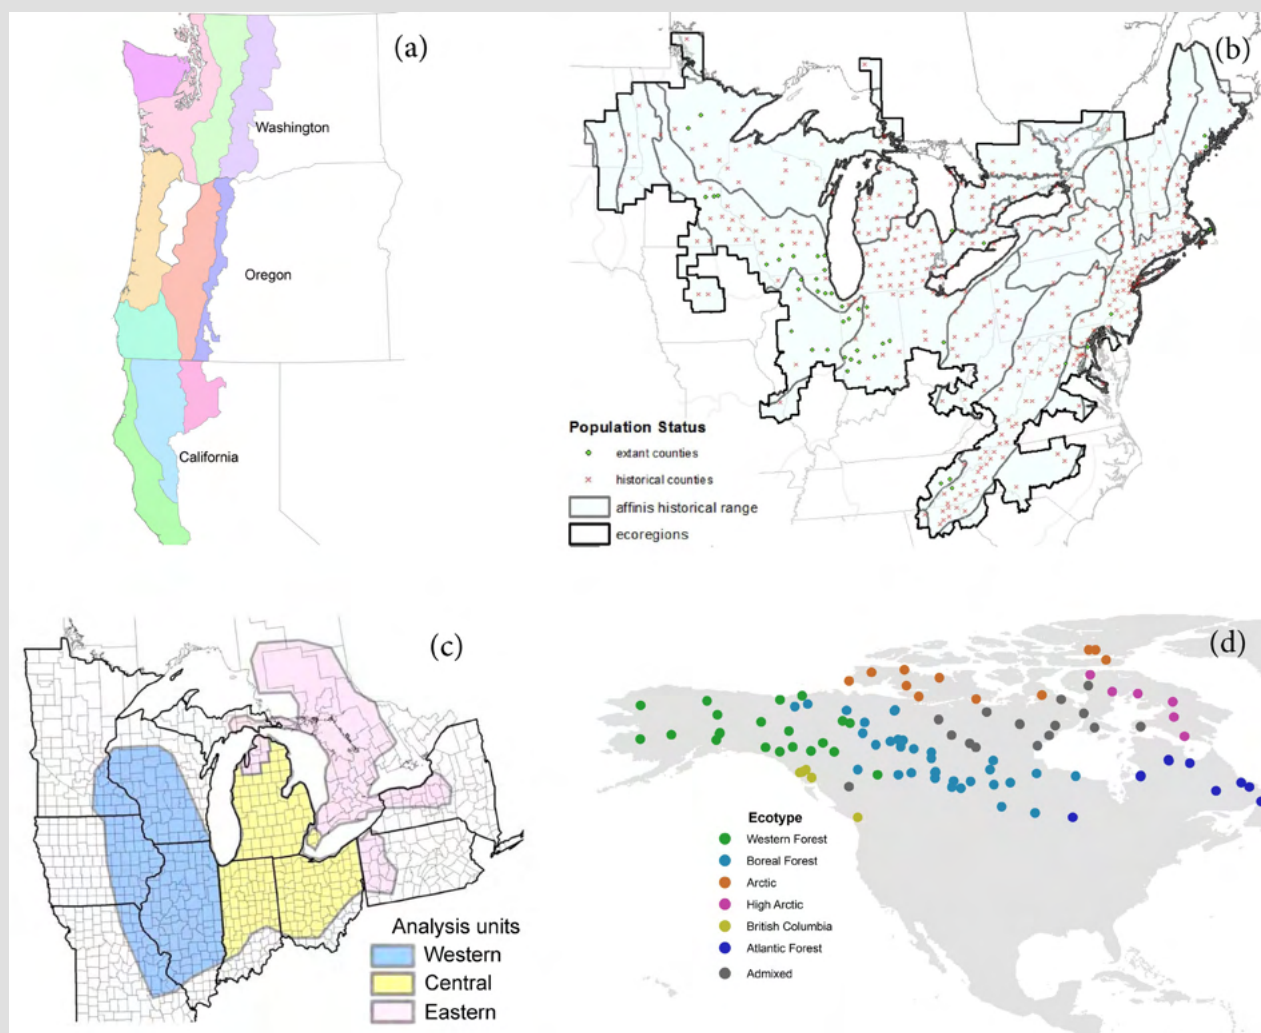 (a)
Washington
Oregon
California
(b)
Population Status
extant counties
historical counties
affinis historical range
ecoregions
(c)
Analysis units
Western
Central
Eastern
(d)
Ecotype
Western Forest
Boreal Forest
Arctic
High Arctic
British Columbia
Atlantic Forest
Admixed